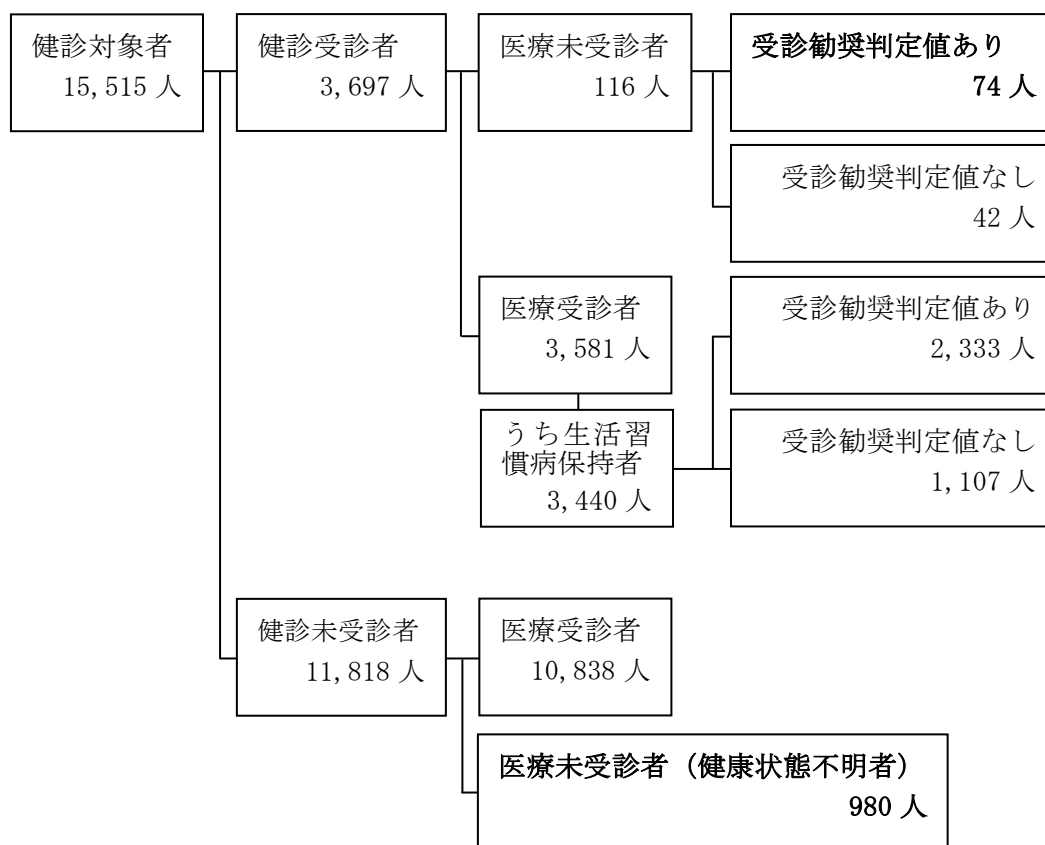 健診対象者
15,515 人
健診受診者
3,697 人
医療未受診者
116 人
受診勧奨判定値あり
74 人
受診勧奨判定値なし
42 人
医療受診者
3,581 人
受診勧奨判定値あり
2,333 人
うち生活習
慣病保持者
3,440 人
受診勧奨判定値なし
1,107 人
健診未受診者
11,818 人
医療受診者
10,838 人
医療未受診者（健康状態不明者）
980 人